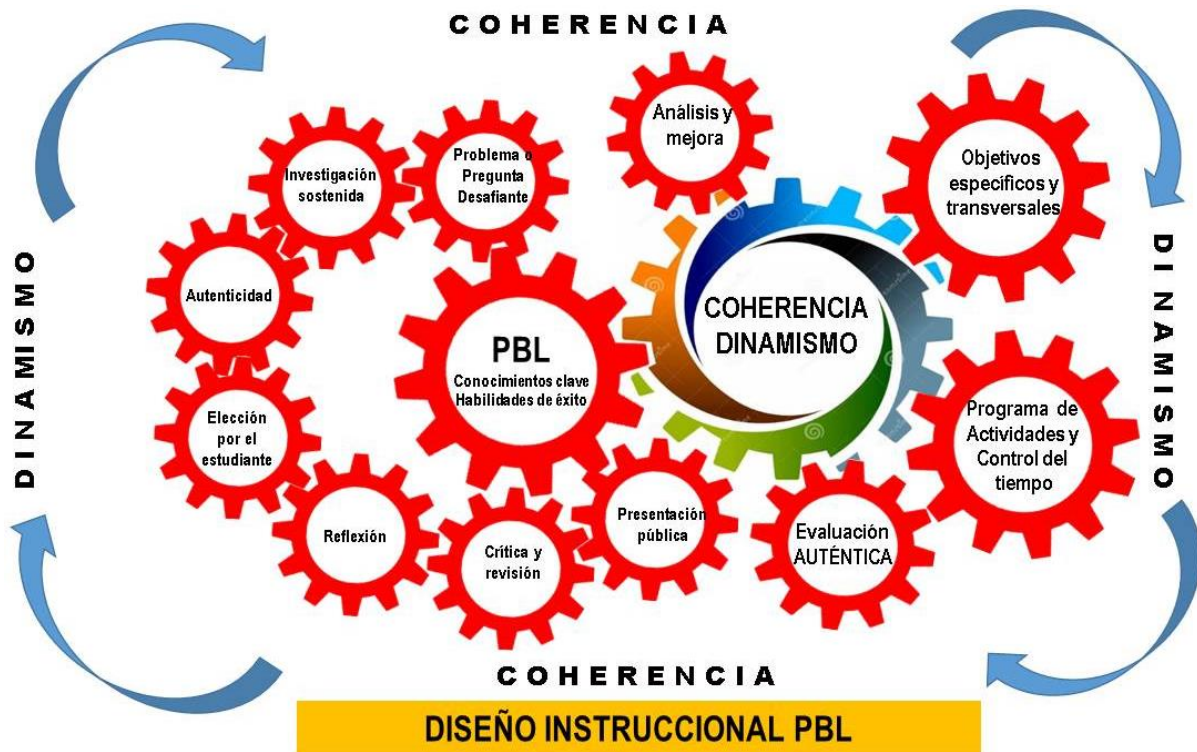 COHERENCIA
DINAMISMO
DINAMISMO
Análisis y
mejora
Objetivos
específicos y
transversales
Problema o
Pregunta
Desafiante
Investigación
sostenida
Autenticidad
Elección
por el
estudiante
Reflexión
Crítica y
revisión
Presentación
pública
PBL
Conocimientos clave
Habilidades de éxito
COHERENCIA
DINAMISMO
Programa de
Actividades y
Control del
tiempo
Evaluación
AUTÉNTICA
COHERENCIA
DISEÑO INSTRUCCIONAL PBL